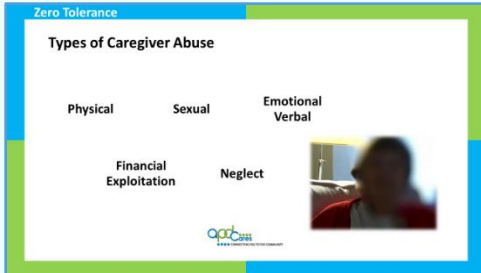 Zero Tolerance
Types of Caregiver Abuse
Physical
Sexual
Emotional
Verbal
Financial
Exploitation
Neglect
apd
Cares